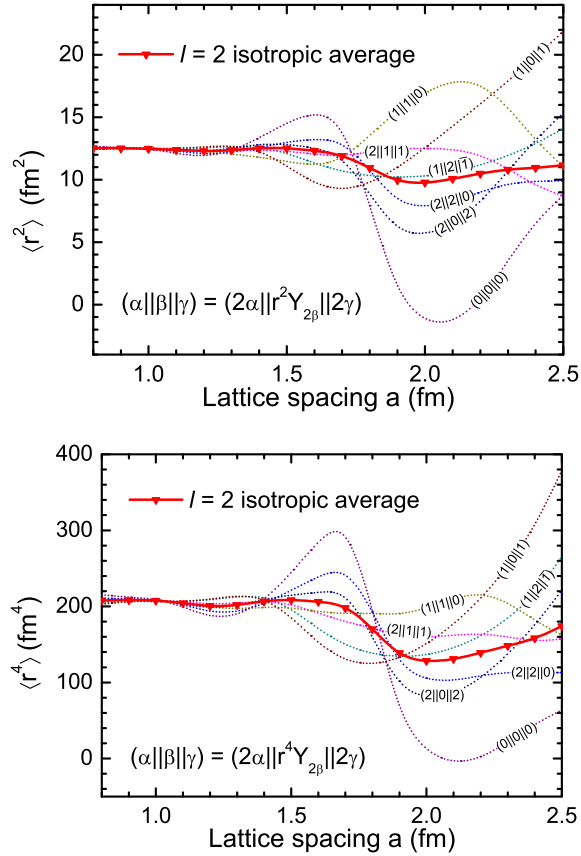 20
15
10
5
0
⟨r²⟩ (fm²)
l = 2 isotropic average
(1||1||0)
(1||0||1)
(2||1||1)
(1||2||1̄)
(2||2||0)
(2||0||2)
(0||0||0)
(α||β||γ) = (2α||r²Y₂ᵦ||2γ)
1.0 1.5 2.0 2.5
Lattice spacing a (fm)
400
300
200
100
0
⟨r⁴⟩ (fm⁴)
l = 2 isotropic average
(1||0||1)
(1||2||1̄)
(1||1||0)
(2||1||1)
(2||2||0)
(2||0||2)
(0||0||0)
(α||β||γ) = (2α||r⁴Y₂ᵦ||2γ)
1.0 1.5 2.0 2.5
Lattice spacing a (fm)